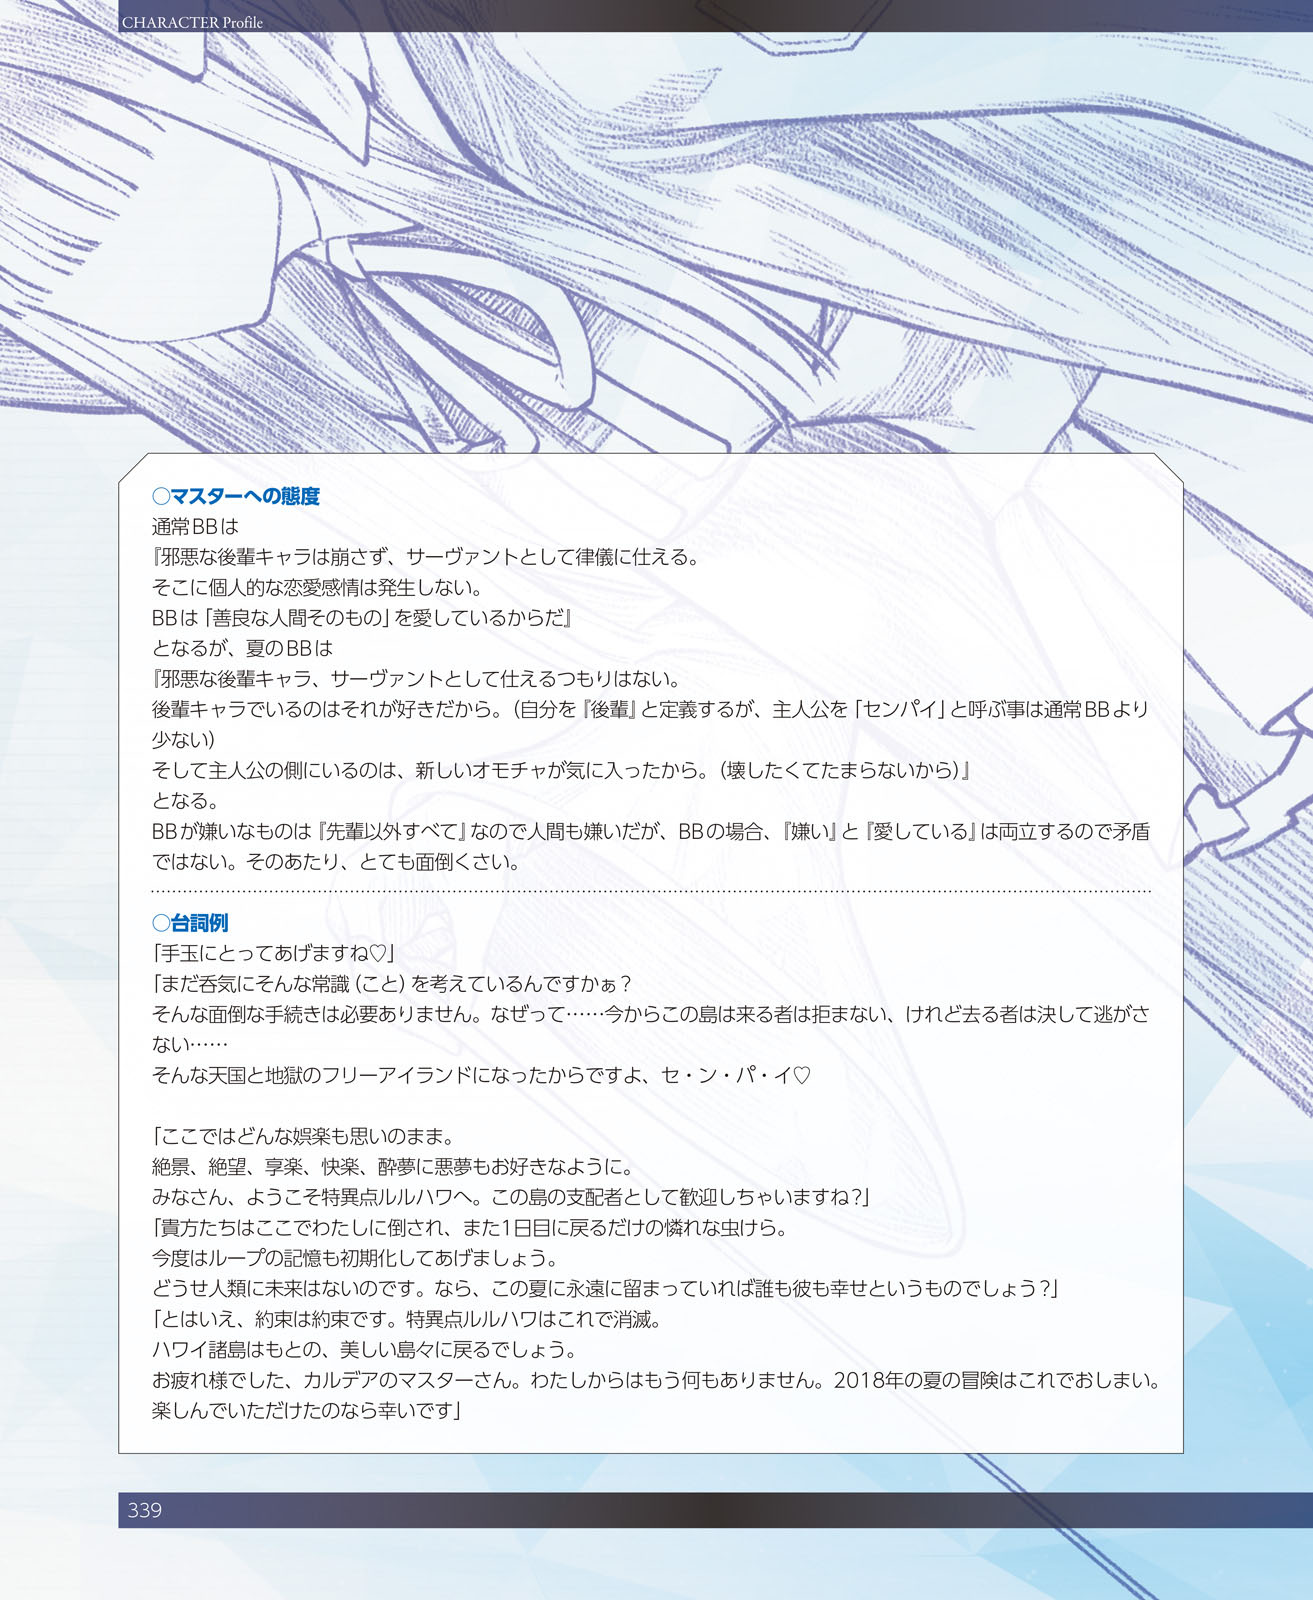 CHARACTER Profile
○マスターへの態度
通常BBは
『邪悪な後輩キャラは崩さず、サーヴァントとして律儀に仕える。
そこに個人的な恋愛感情は発生しない。
BBは「善良な人間そのもの」を愛しているからだ』
となるが、夏のBBは
『邪悪な後輩キャラ、サーヴァントとして仕えるつもりはない。
後輩キャラでいるのはそれが好きだから。（自分を『後輩』と定義するが、主人公を「センパイ」と呼ぶ事は通常BBより
少ない）
そして主人公の側にいるのは、新しいオモチャが気に入ったから。（壊したくてたまらないから）』
となる。
BBが嫌いなものは『先輩以外すべて』なので人間も嫌いだが、BBの場合、『嫌い』と『愛している』は両立するので矛盾
ではない。そのあたり、とても面倒くさい。
○台詞例
「手玉にとってあげますね♡」
「まだ呑気にそんな常識（こと）を考えているんですかぁ？
そんな面倒な手続きは必要ありません。なぜって……今からこの島は来る者は拒まない、けれど去る者は決して逃がさ
ない……
そんな天国と地獄のフリーアイランドになったからですよ、セ・ン・パ・イ♡
「ここではどんな娯楽も思いのまま。
絶景、絶望、享楽、快楽、酔夢に悪夢もお好きなように。
みなさん、ようこそ特異点ルルハワへ。この島の支配者として歓迎しちゃいますね？」
「貴方たちはここでわたしに倒され、また1日目に戻るだけの憐れな虫けら。
今度はループの記憶も初期化してあげましょう。
どうせ人類に未来はないのです。なら、この夏に永遠に留まっていれば誰も彼も幸せというものでしょう？」
「とはいえ、約束は約束です。特異点ルルハワはこれで消滅。
ハワイ諸島はもとの、美しい島々に戻るでしょう。
お疲れ様でした、カルデアのマスターさん。わたしからはもう何もありません。2018年の夏の冒険はこれでおしまい。
楽しんでいただけたのなら幸いです」
339